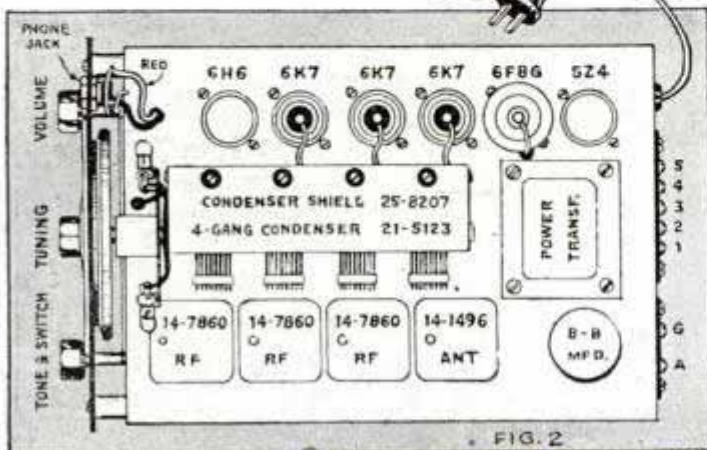 PHONE
JACK
RED
6H6 6K7 6K7 6K7 6F8G 5Z4
VOLUME
TUNING
TONE & SWITCH
CONDENSER SHIELD 25-8207
4-GANG CONDENSER 21-5123
POWER
TRANSF.
5
4
3
2
1
14-7860 14-7860 14-7860 14-1496
RF RF RF ANT
8-8
MFD.
G
A
FIG. 2